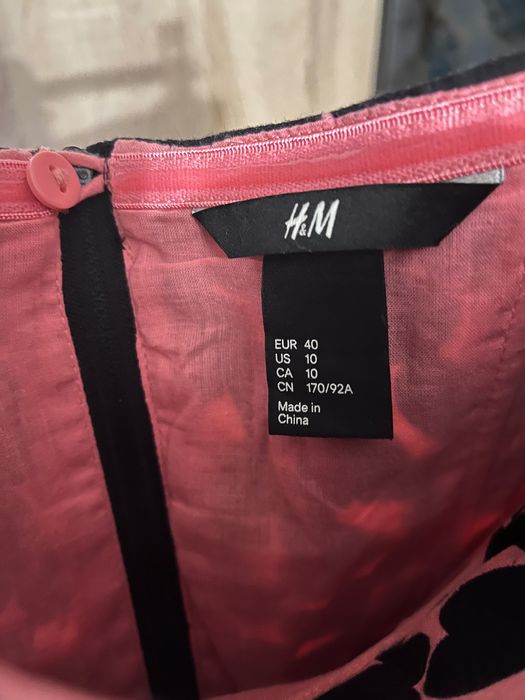 H&M
EUR 40
US 10
CA 10
CN 170/92A
Made in
China